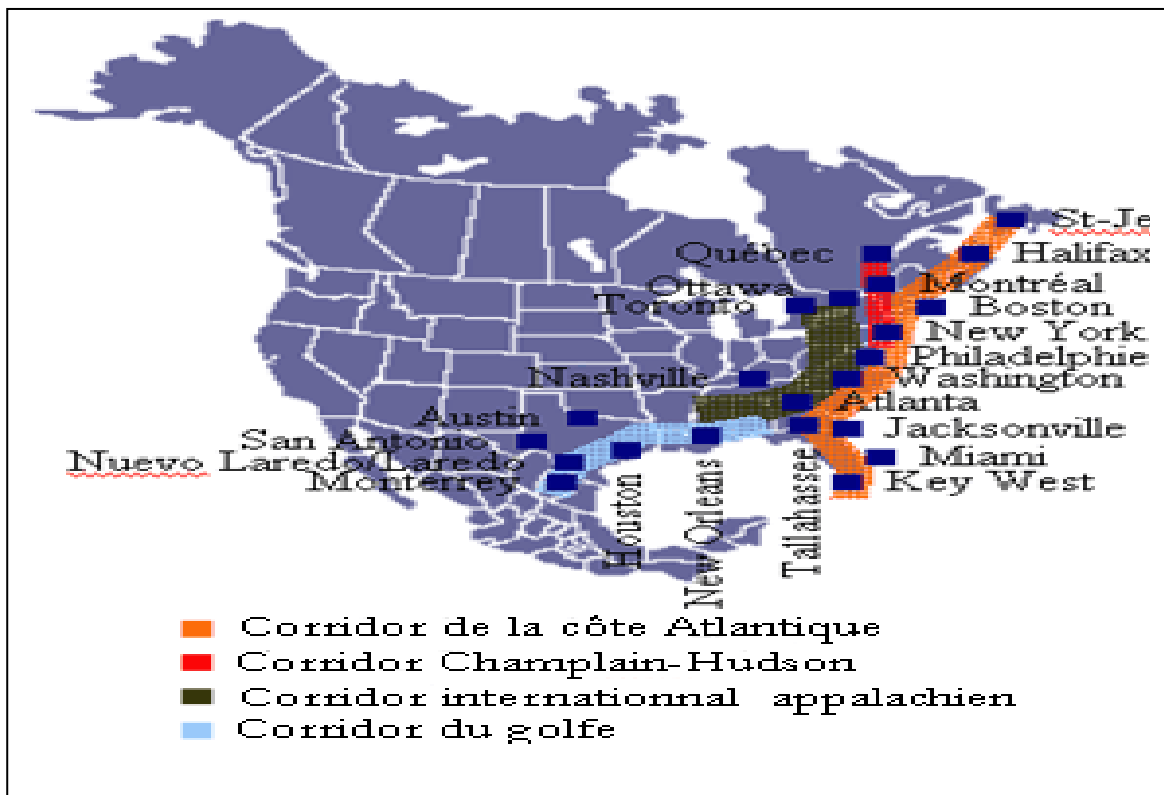 St-Je
Québec
Halifax
Ottawa
Montréal
Toronto
Boston
New York
Philadelphie
Nashville
Washington
Atlanta
Austin
Jacksonville
San Antonio
Nuevo Laredo/Laredo
Miami
Monterrey
Key West
Houston
New Orleans
Tallahassee
Corridor de la côte Atlantique
Corridor Champlain-Hudson
Corridor internationnal appalachien
Corridor du golfe